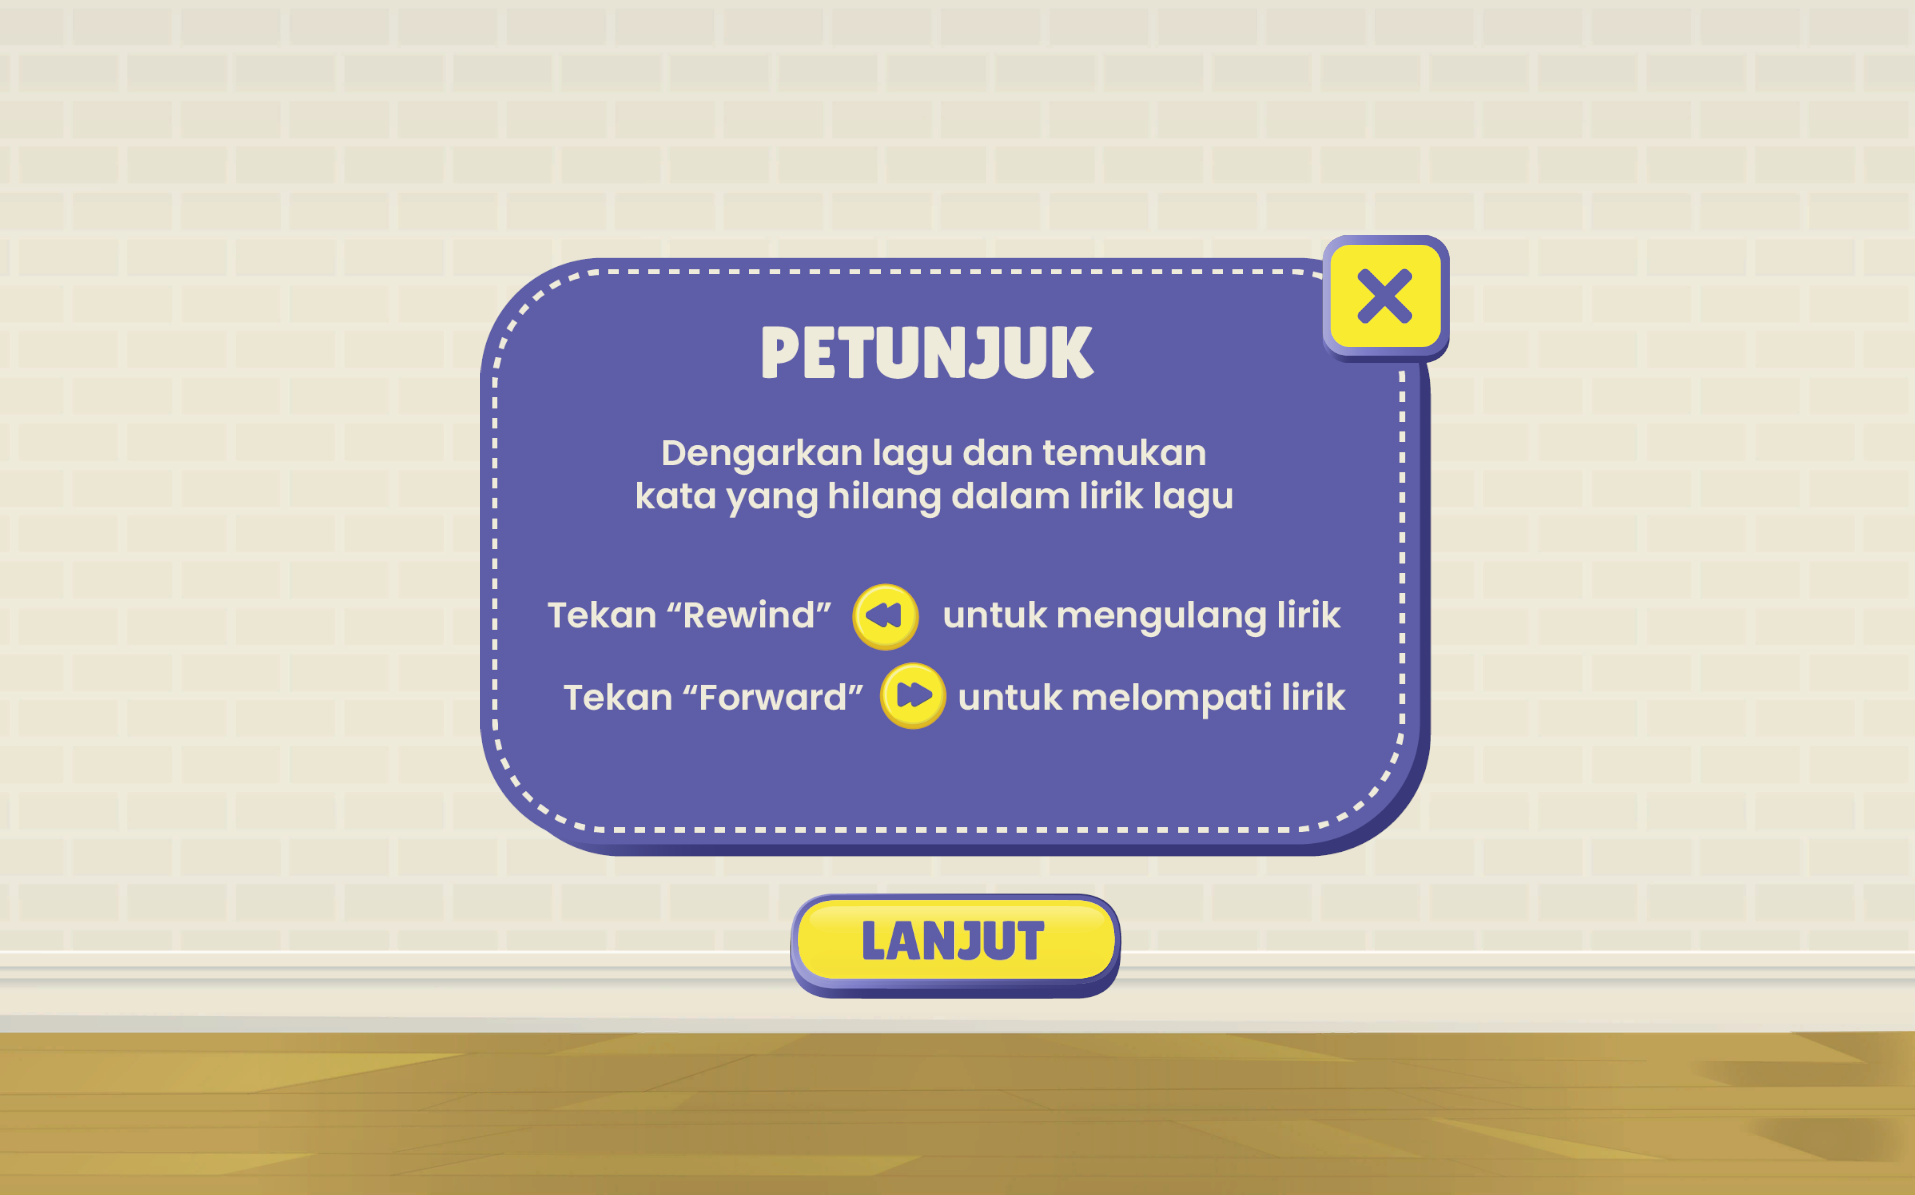 PETUNJUK
Dengarkan lagu dan temukan
kata yang hilang dalam lirik lagu
Tekan “Rewind” untuk mengulang lirik
Tekan “Forward” untuk melompati lirik
LANJUT